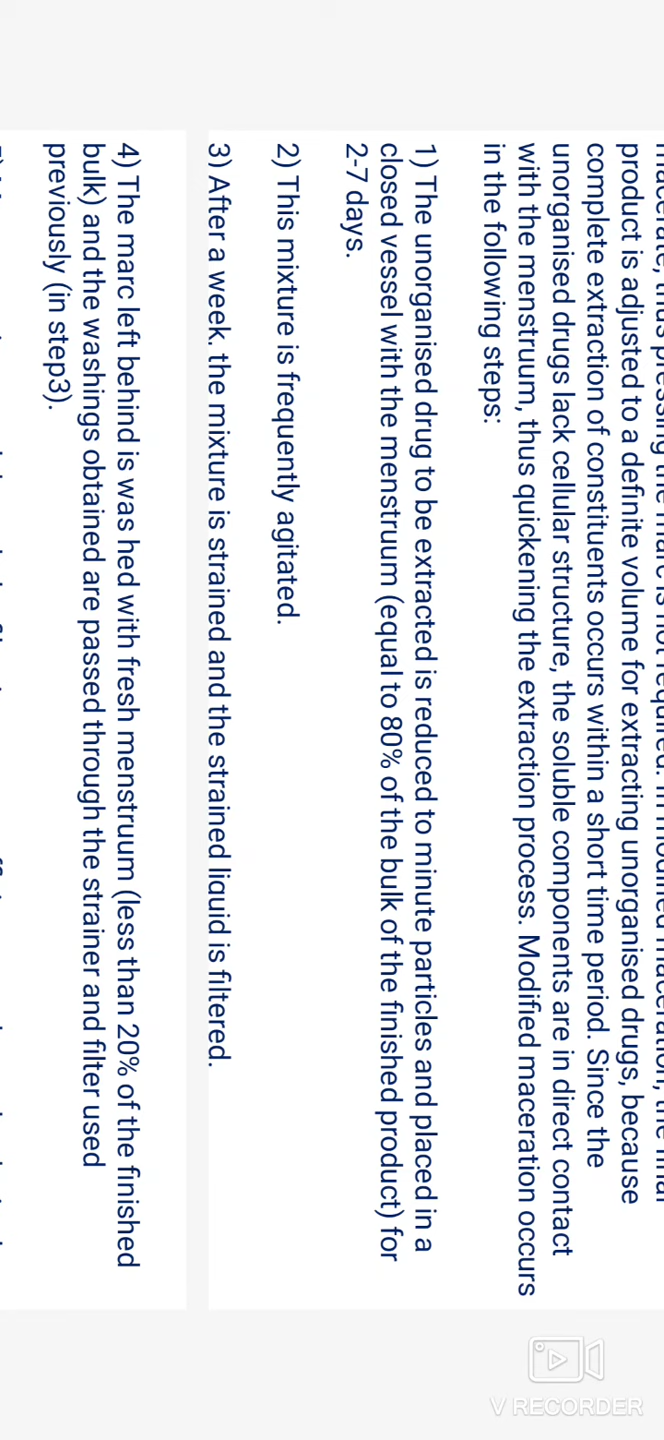 product is adjusted to a definite volume for extracting unorganised drugs, because
complete extraction of constituents occurs within a short time period. Since the
unorganised drugs lack cellular structure, the soluble components are in direct contact
with the menstruum, thus quickening the extraction process. Modified maceration occurs
in the following steps:
1) The unorganised drug to be extracted is reduced to minute particles and placed in a
closed vessel with the menstruum (equal to 80% of the bulk of the finished product) for
2-7 days.
2) This mixture is frequently agitated.
3) After a week, the mixture is strained and the strained liquid is filtered.
4) The marc left behind is was hed with fresh menstruum (less than 20% of the finished
bulk) and the washings obtained are passed through the strainer and filter used
previously (in step3).
V RECORDER